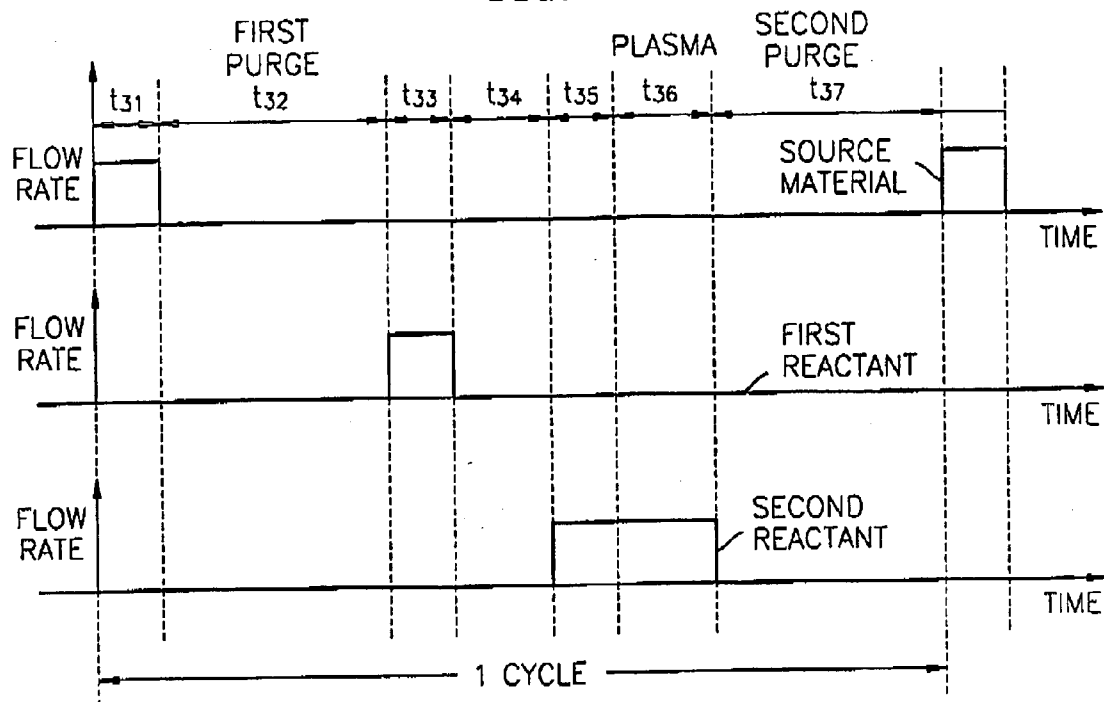 FIRST
PURGE
PLASMA
SECOND
PURGE
t31
t32
t33
t34
t35
t36
t37
FLOW
RATE
SOURCE
MATERIAL
TIME
FLOW
RATE
FIRST
REACTANT
TIME
FLOW
RATE
SECOND
REACTANT
TIME
1 CYCLE